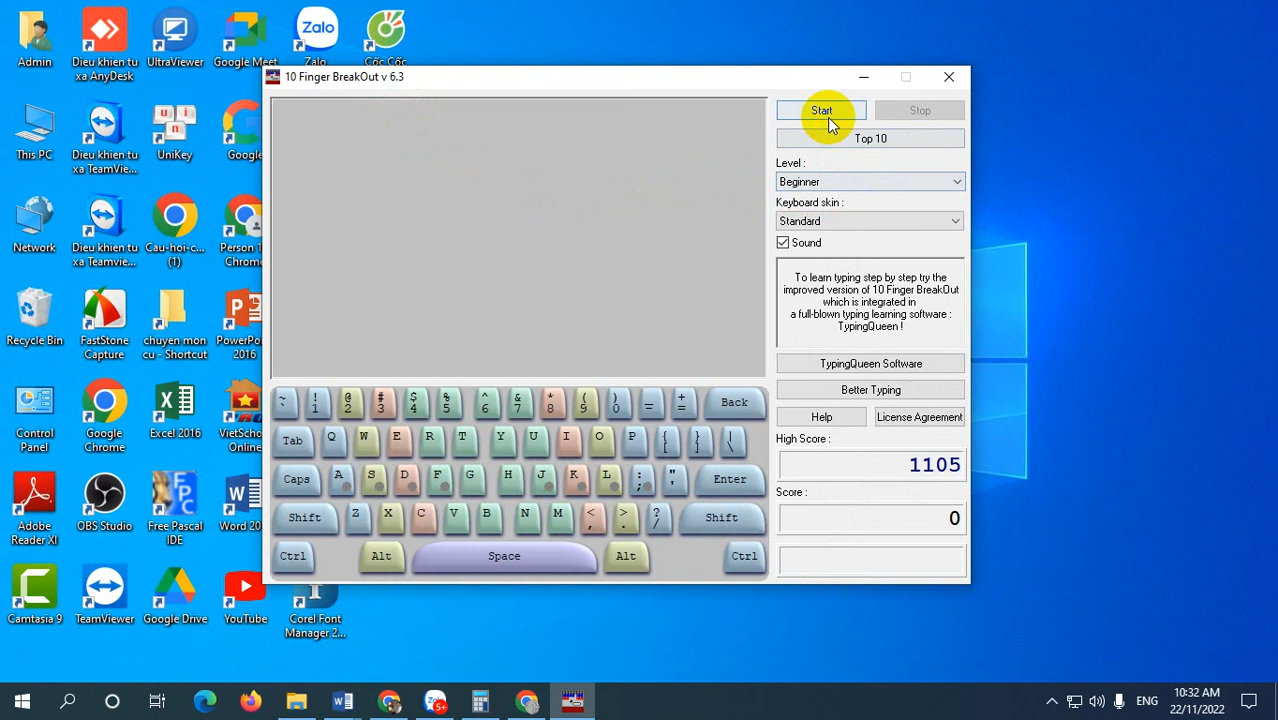 Admin
Dieu khien tu
xa AnyDesk
UltraViewer
Google Meet
Zalo
Zalo
Cốc Cốc
This PC
Dieu khien tu
xa TeamVie...
UniKey
Google
Network
Dieu khien tu
xa Teamvie...
Cau-hoi-c...
(1)
Person 1
Chrome
Recycle Bin
FastStone
Capture
chuyen mon
cu - Shortcut
PowerPo
2016
Control
Panel
Google
Chrome
Excel 2016
VietSchool
Online
Adobe
Reader XI
OBS Studio
Free Pascal
IDE
Word 20
Camtasia 9
TeamViewer
Google Drive
YouTube
Corel Font
Manager 2...
10 Finger BreakOut v 6.3
Start
Stop
Top 10
Level :
Beginner
Keyboard skin :
Standard
Sound
To learn typing step by step try the
improved version of 10 Finger BreakOut
which is integrated in
a full-blown typing learning software :
TypingQueen !
TypingQueen Software
Better Typing
Help
License Agreement
High Score :
1105
Score :
0
~ ! @ # $ % ^ & * ( ) _ +
` 1 2 3 4 5 6 7 8 9 0 - = Back
Tab Q W E R T Y U I O P { } |
[ ] \
Caps A S D F G H J K L : " Enter
; '
Shift Z X C V B N M < > ? Shift
, . /
Ctrl Alt Space Alt Ctrl
5+
ENG
10:32 AM
22/11/2022